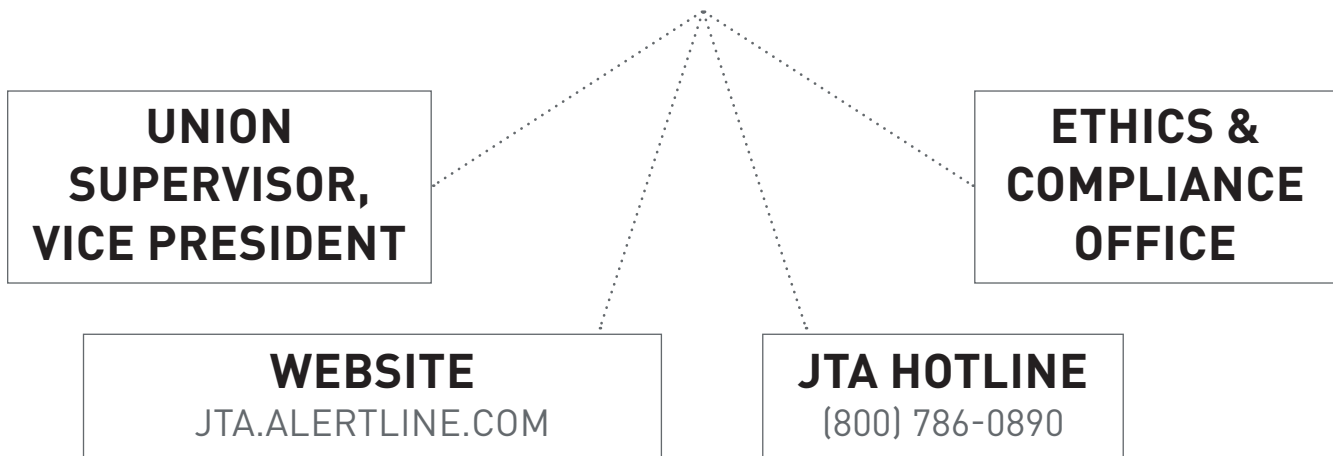 UNION
SUPERVISOR,
VICE PRESIDENT
ETHICS &
COMPLIANCE
OFFICE
WEBSITE
JTA.ALERTLINE.COM
JTA HOTLINE
(800) 786-0890